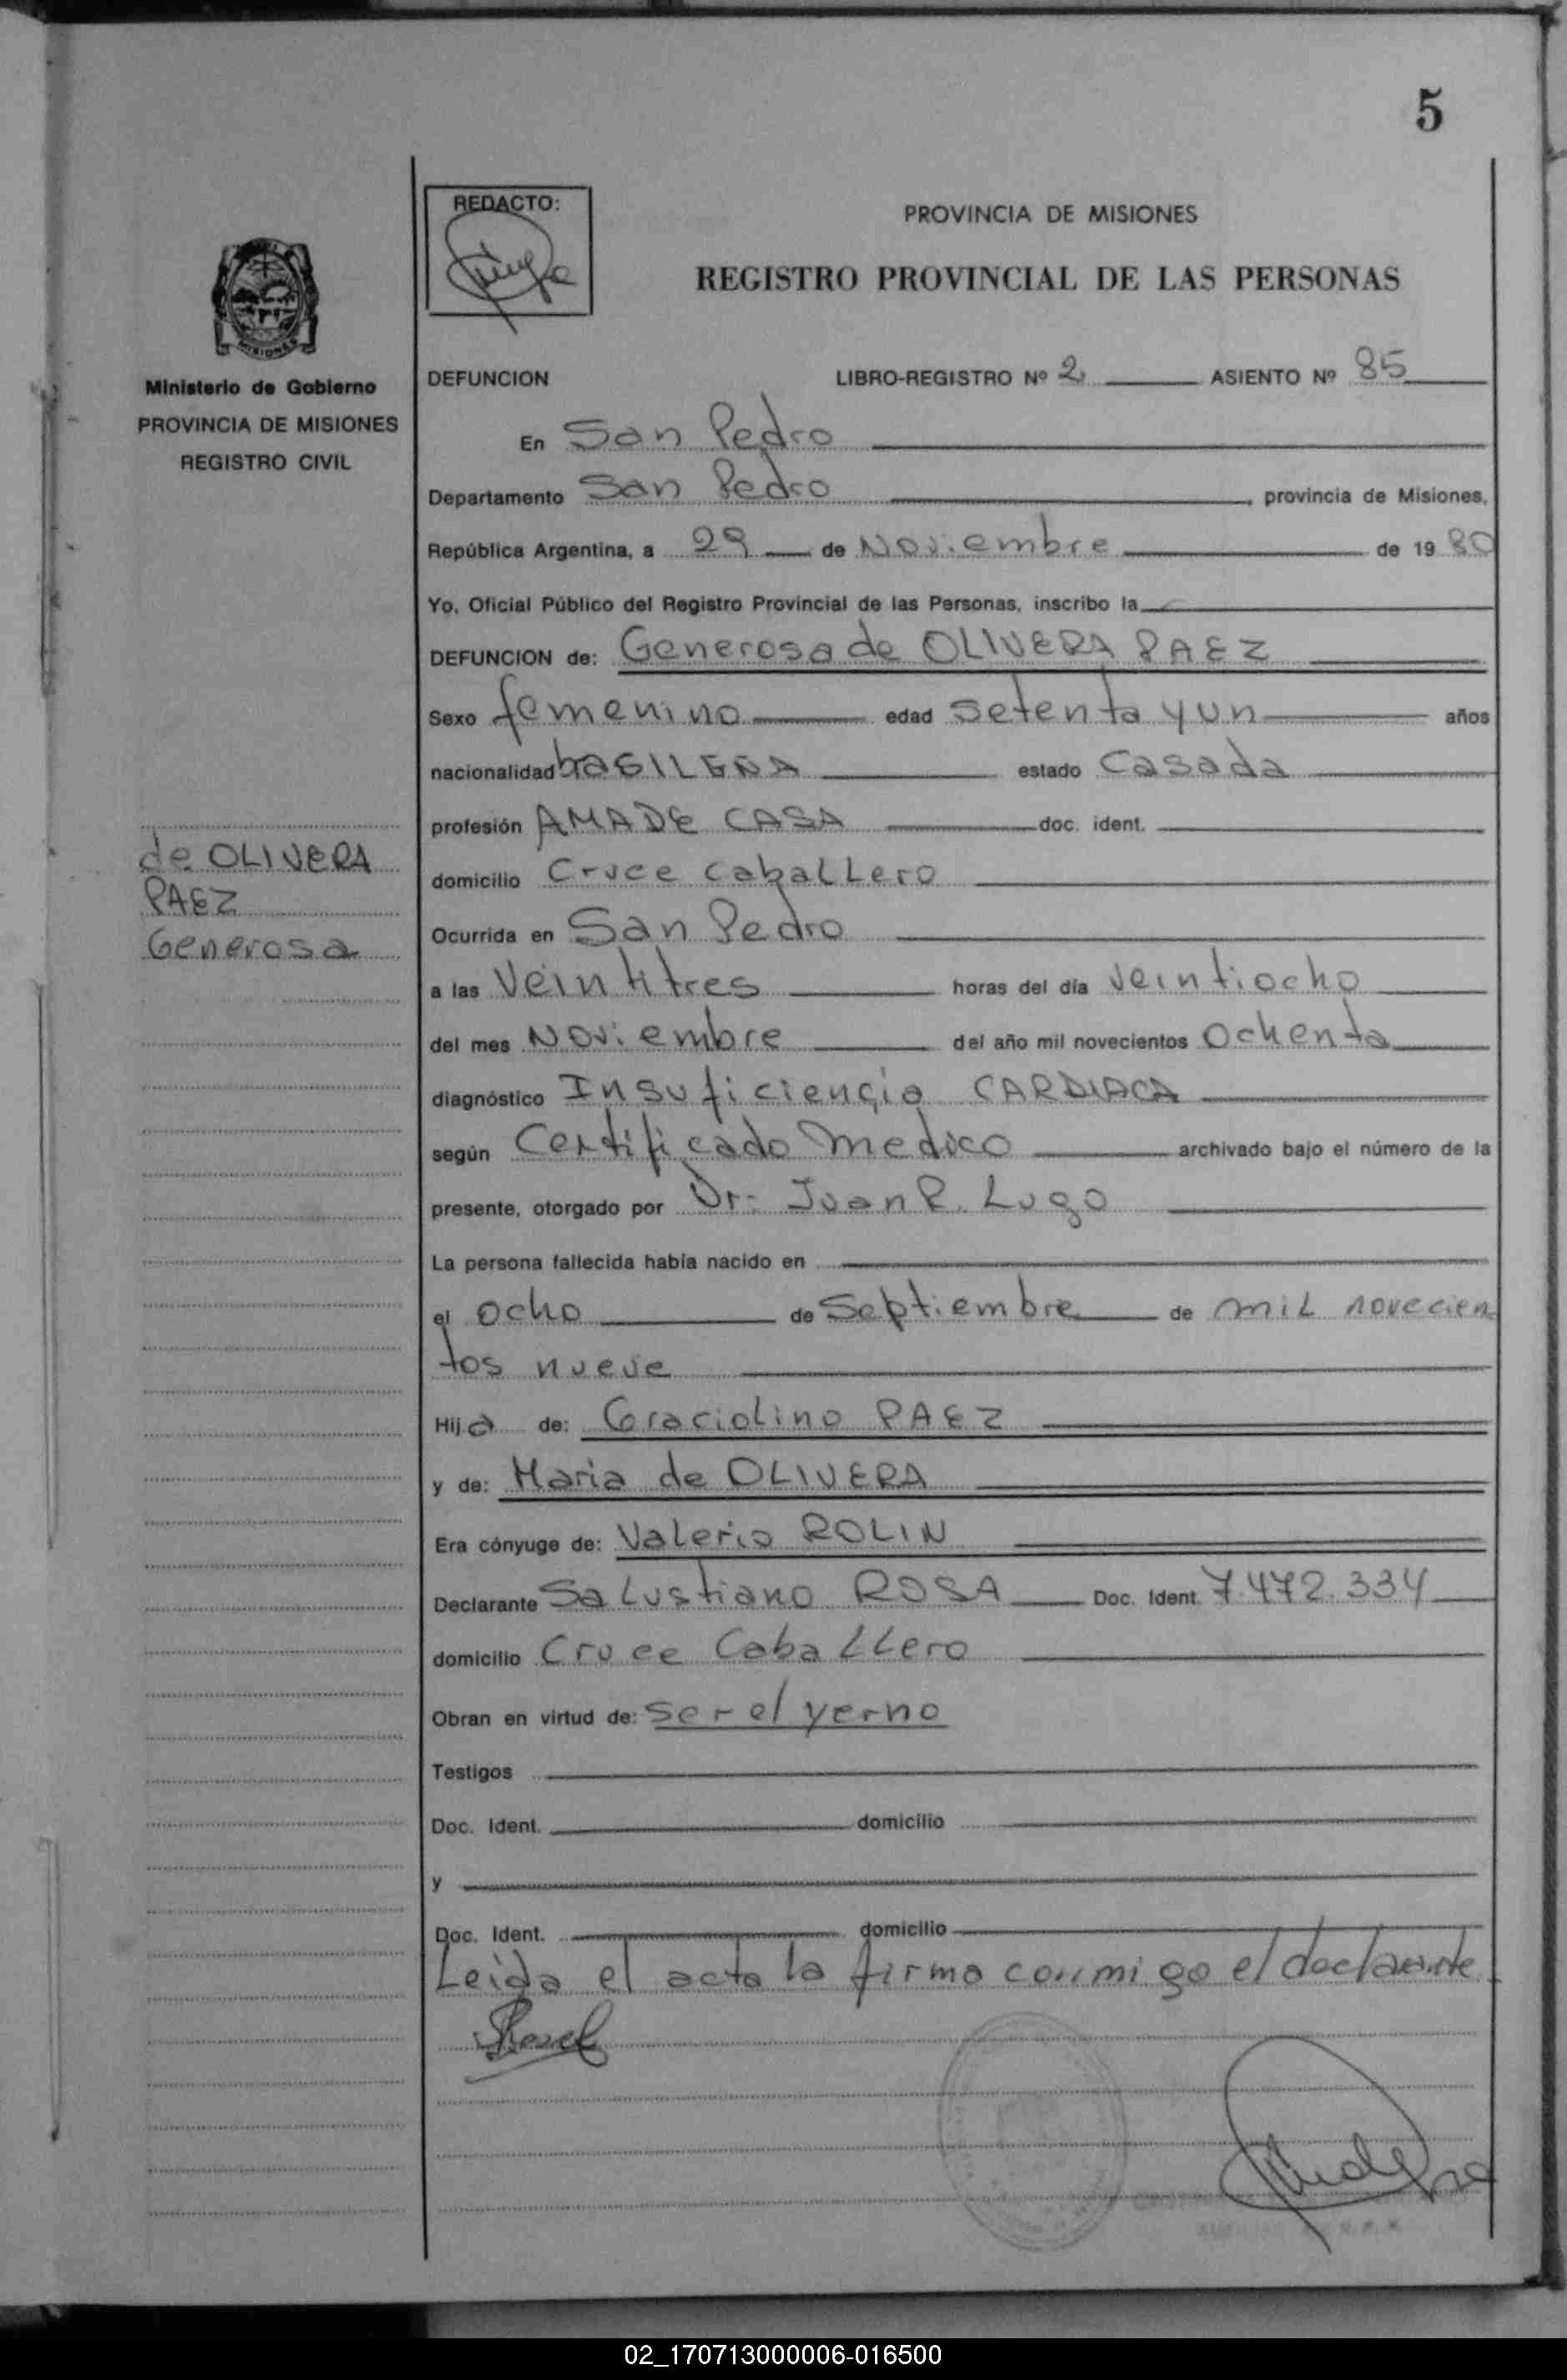 5
REDACTO:
PROVINCIA DE MISIONES
REGISTRO PROVINCIAL DE LAS PERSONAS
MISIONES
Ministerio de Gobierno
PROVINCIA DE MISIONES
REGISTRO CIVIL
DEFUNCION LIBRO-REGISTRO Nº 2 ASIENTO Nº 85
En San Pedro
Departamento San Pedro, provincia de Misiones,
República Argentina, a 29 de Noviembre de 19 80
Yo, Oficial Público del Registro Provincial de las Personas, inscribo la
DEFUNCION de: Generosa de OLIVERA PAEZ
Sexo femenino edad setenta y un años
nacionalidad braSILEÑA estado Casada
profesión AMA DE CASA doc. ident.
de OLIVERA
PAEZ
Generosa
domicilio Cruce CabaLLero
Ocurrida en San Pedro
a las Veintitres horas del día veintiocho
del mes Noviembre del año mil novecientos Ochenta
diagnóstico Insuficiencia CARDIACA
según Certificado medico archivado bajo el número de la
presente, otorgado por Dr. Juan R. Lugo
La persona fallecida había nacido en
el ocho de Septiembre de miL novecien
tos nueve
Hija de: Graciolino PAEZ
y de: Maria de OLIVERA
Era cónyuge de: Valerio ROLIN
Declarante SaLustiano ROSA Doc. Ident. 7.472.334
domicilio Cruce CabaLLero
Obran en virtud de: ser el yerno
Testigos
Doc. Ident. domicilio
y
Doc. Ident. domicilio
Leida el acta la firma conmigo el declarante
02_170713000006-016500